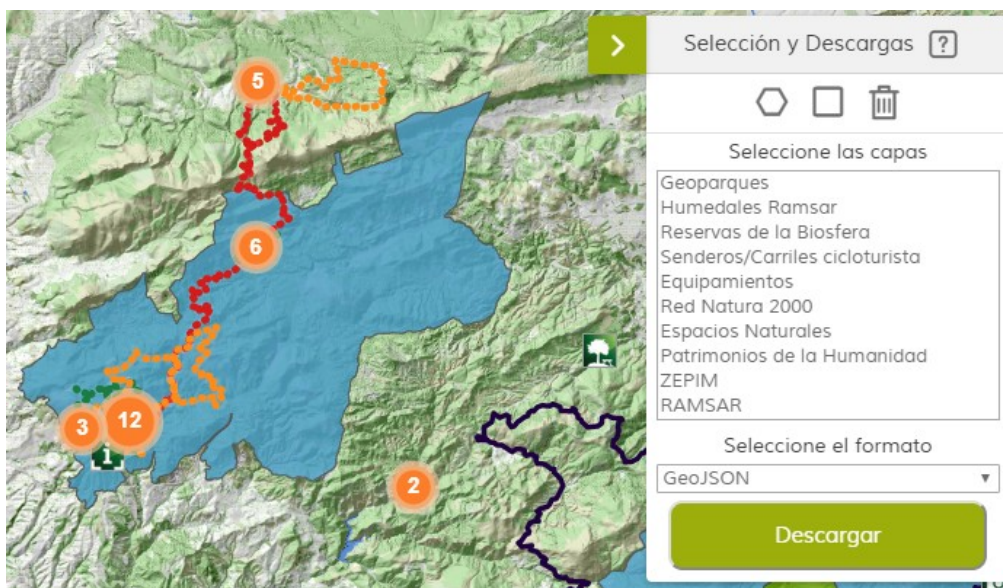 5
6
3
12
i
2
Selección y Descargas ?
Seleccione las capas
Geoparques
Humedales Ramsar
Reservas de la Biosfera
Senderos/Carriles cicloturista
Equipamientos
Red Natura 2000
Espacios Naturales
Patrimonios de la Humanidad
ZEPIM
RAMSAR
Seleccione el formato
GeoJSON
Descargar